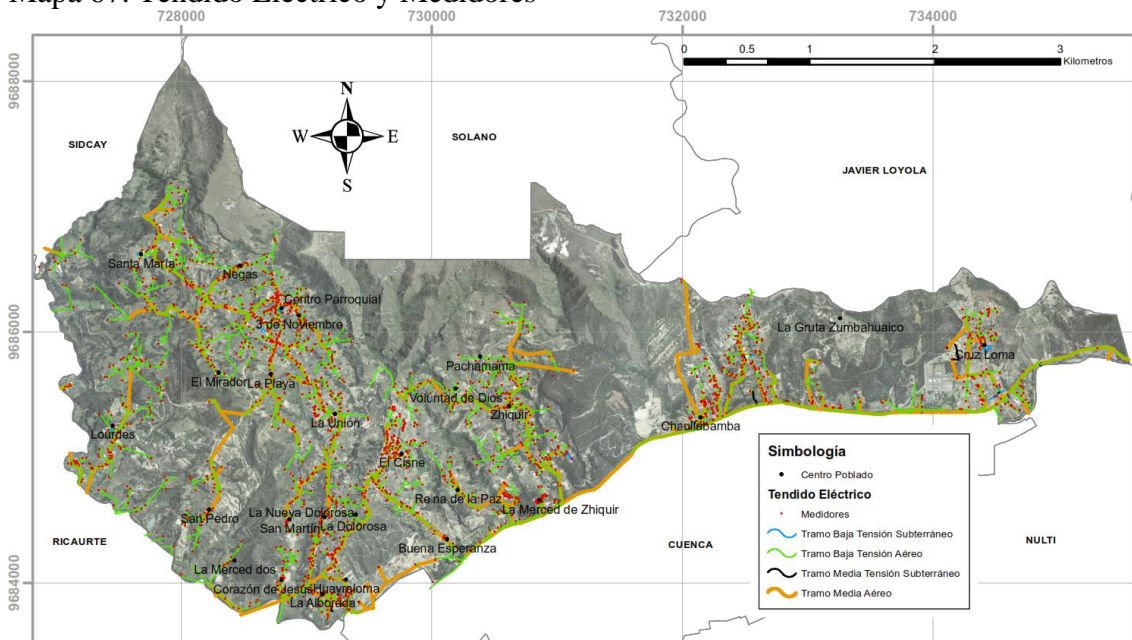 Mapa 67. Tendido Eléctrico y Medidores
728000 730000 732000 734000
0 0.5 1 2 3
Kilometros
9688000
N
W E
S
SIDCAY
SOLANO
JAVIER LOYOLA
Santa María
Negas
Centro Parroquial
3 de Noviembre
9686000
La Gruta Zumbahuaico
Cruz Loma
El Mirador
La Playa
Pachamama
Voluntad de Dios
Zhiquir
La Unión
Challuabamba
Lourdes
El Cisne
Reina de la Paz
La Merced de Zhiquir
San Pedro
La Nueva Dolorosa
San Martín
La Dolorosa
Buena Esperanza
RICAURTE
CUENCA
NULTI
La Merced dos
Corazón de Jesús
Huayraloma
La Alborada
9684000
Simbología
Centro Poblado
Tendido Eléctrico
Medidores
Tramo Baja Tensión Subterráneo
Tramo Baja Tensión Aéreo
Tramo Media Tensión Subterráneo
Tramo Media Aéreo